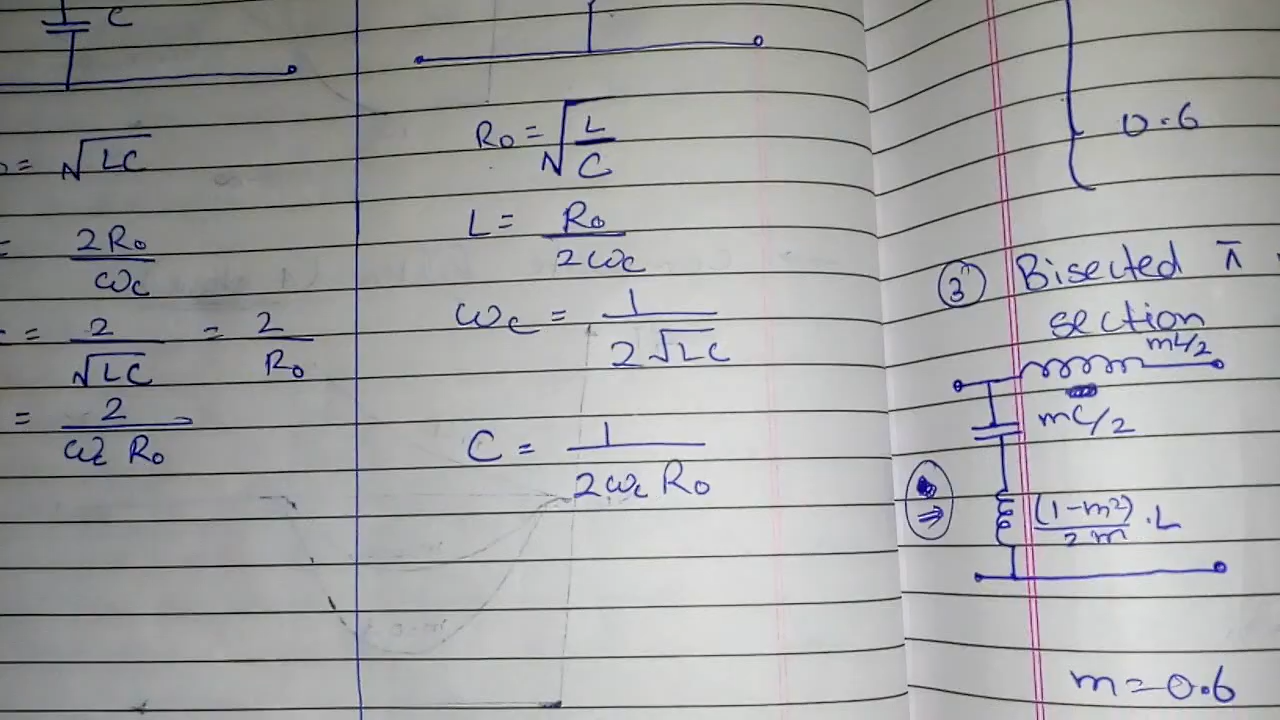 C
= √LC
= 2R₀/ωc
= 2/√LC = 2/R₀
= 2/ωc R₀
R₀ = √(L/C)
L = R₀/2ωc
ωc = 1/2√LC
C = 1/2ωc R₀
0.6
3 Bisected π
section
mL/2
mC/2
⇒
(1-m²)/2m . L
m = 0.6